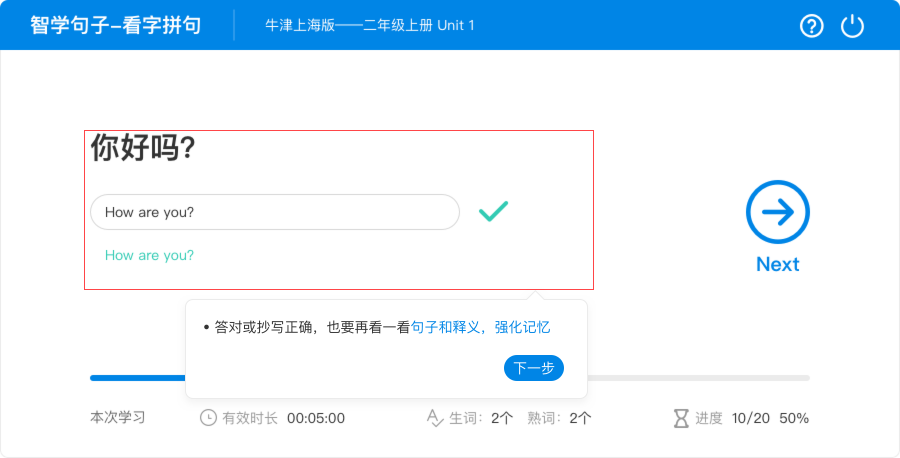 智学句子-看字拼句
牛津上海版——二年级上册 Unit 1
你好吗?
How are you?
How are you?
Next
• 答对或抄写正确，也要再看一看句子和释义，强化记忆
下一步
本次学习 有效时长 00:05:00 生词：2个 熟词：2个 进度 10/20 50%